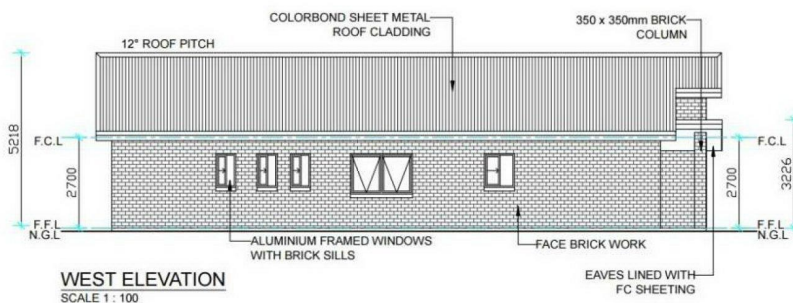 COLORBOND SHEET METAL
ROOF CLADDING
350 x 350mm BRICK
COLUMN
12° ROOF PITCH
5218
F.C.L
2700
F.F.L
N.G.L
F.C.L
2700
3226
F.F.L
N.G.L
ALUMINIUM FRAMED WINDOWS
WITH BRICK SILLS
FACE BRICK WORK
EAVES LINED WITH
FC SHEETING
WEST ELEVATION
SCALE 1 : 100